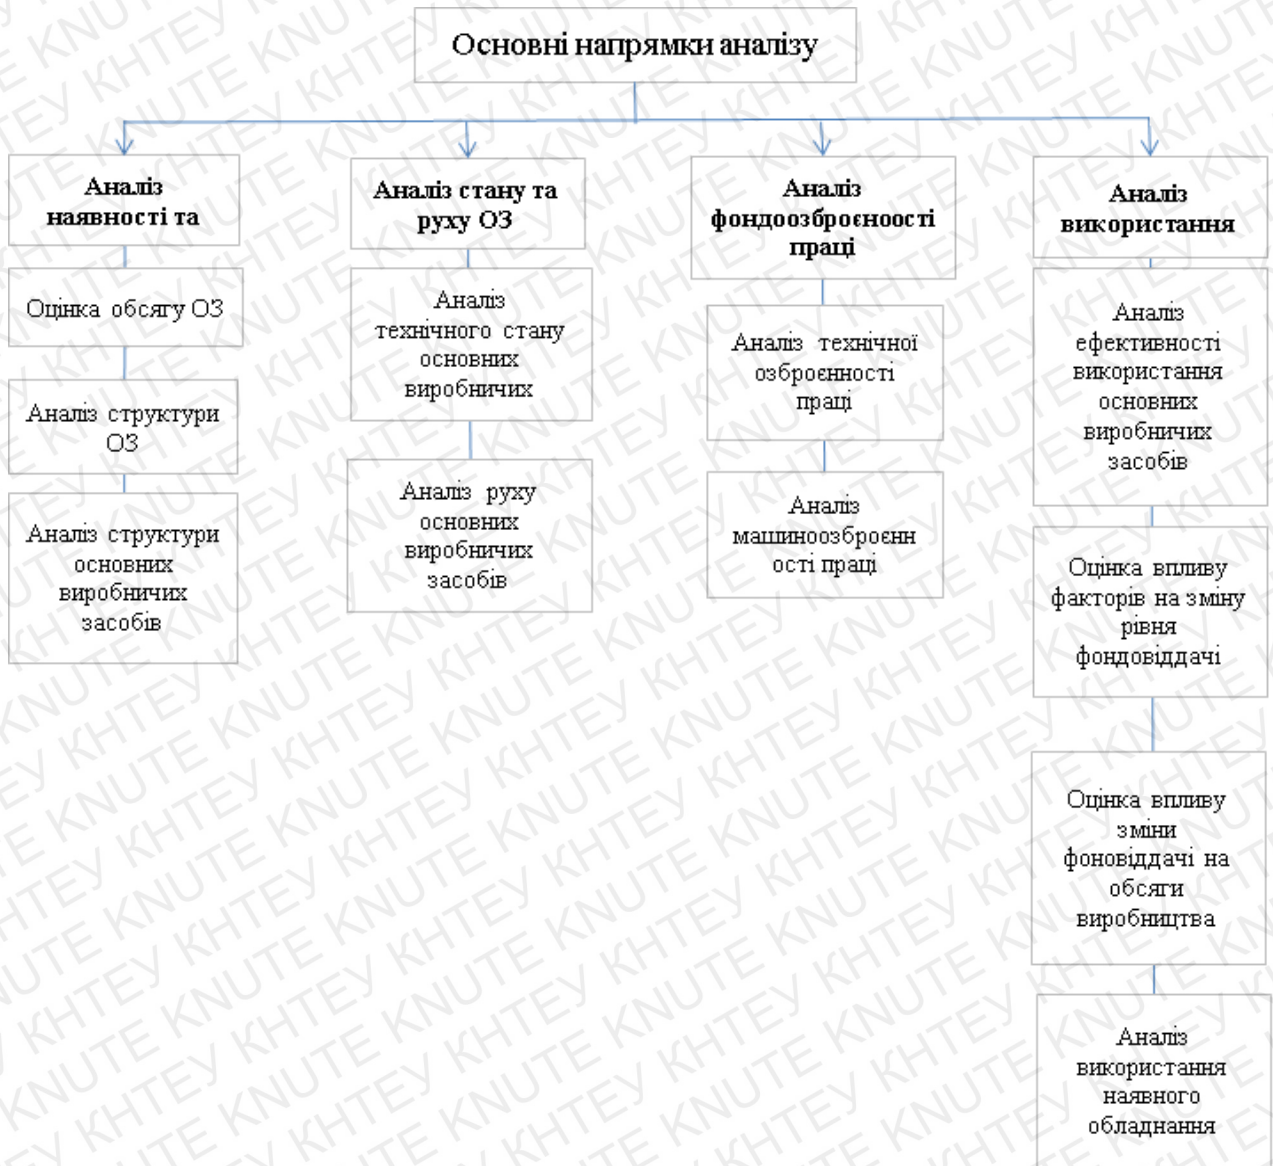 Основні напрямки аналізу
Аналіз
наявності та
Оцінка обсягу ОЗ
Аналіз структури
ОЗ
Аналіз структури
основних
виробничих
засобів
Аналіз стану та
руху ОЗ
Аналіз
технічного стану
основних
виробничих
Аналіз руху
основних
виробничих
засобів
Аналіз
фондоозброєноості
праці
Аналіз технічної
озброєнності
праці
Аналіз
машиноозброєнн
ості праці
Аналіз
використання
Аналіз
ефективності
використання
основних
виробничих
засобів
Оцінка впливу
факторів на зміну
рівня
фондовіддачі
Оцінка впливу
зміни
фоновіддачі на
обсяги
виробництва
Аналіз
використання
наявного
обладнання